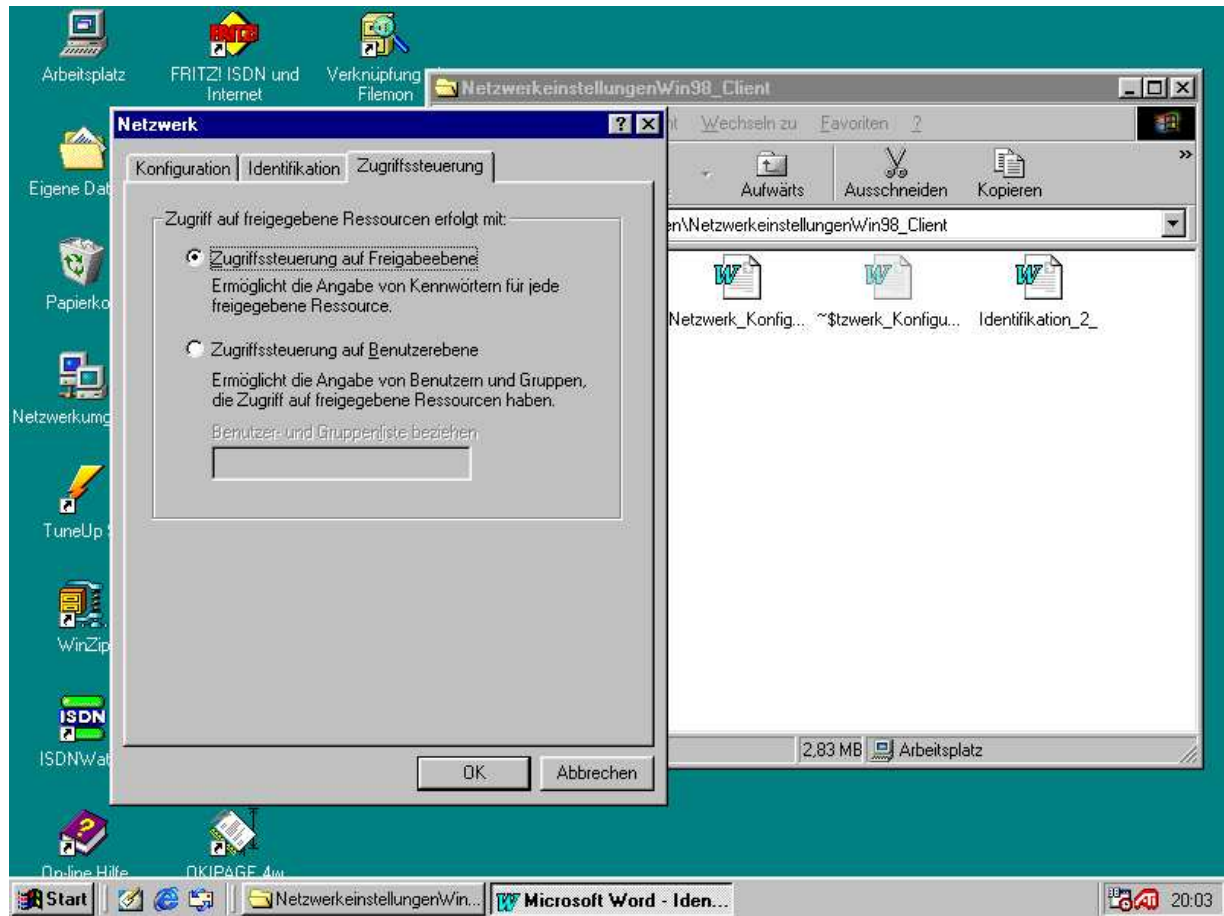 Arbeitsplatz
FRITZ! ISDN und
Internet
Verknüpfung
Filemon
NetzwerkeinstellungenWin98_Client
Wechseln zu Favoriten ?
Aufwärts Ausschneiden Kopieren »
en\NetzwerkeinstellungenWin98_Client
Netzwerk_Konfig... ~$tzwerk_Konfigu... Identifikation_2_
2,83 MB Arbeitsplatz
Netzwerk
Konfiguration Identifikation Zugriffssteuerung
Zugriff auf freigegebene Ressourcen erfolgt mit:
Zugriffssteuerung auf Freigabeebene
Ermöglicht die Angabe von Kennwörtern für jede
freigegebene Ressource.
Zugriffssteuerung auf Benutzerebene
Ermöglicht die Angabe von Benutzern und Gruppen,
die Zugriff auf freigegebene Ressourcen haben.
Benutzer- und Gruppenliste beziehen
OK Abbrechen
Eigene Dat
Papierko
Netzwerkumg
TuneUp
WinZip
ISDN
ISDNWat
On-line Hilfe
OKIPAGE 4w
Start NetzwerkeinstellungenWin... Microsoft Word - Iden... 20:03